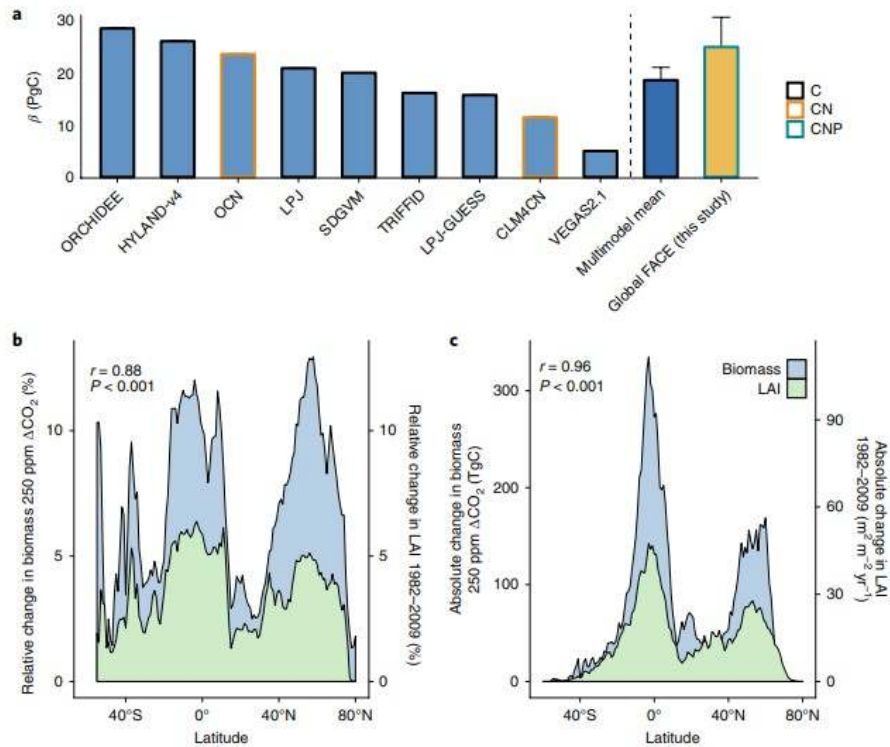 a
30
20
10
0
β (PgC)
ORCHIDEE
HYLAND-v4
OCN
LPJ
SDGVM
TRIFFID
LPJ-GUESS
CLM4CN
VEGAS2.1
Multimodel mean
Global FACE (this study)
C
CN
CNP
b
r = 0.88
P < 0.001
Relative change in biomass 250 ppm ΔCO₂ (%)
10
5
0
10
5
0
Relative change in LAI 1982–2009 (%)
40°S
0°
40°N
80°N
Latitude
c
r = 0.96
P < 0.001
Biomass
LAI
Absolute change in biomass
250 ppm ΔCO₂ (TgC)
300
200
100
0
90
60
30
0
Absolute change in LAI
1982–2009 (m² m⁻² yr⁻¹)
40°S
0°
40°N
80°N
Latitude